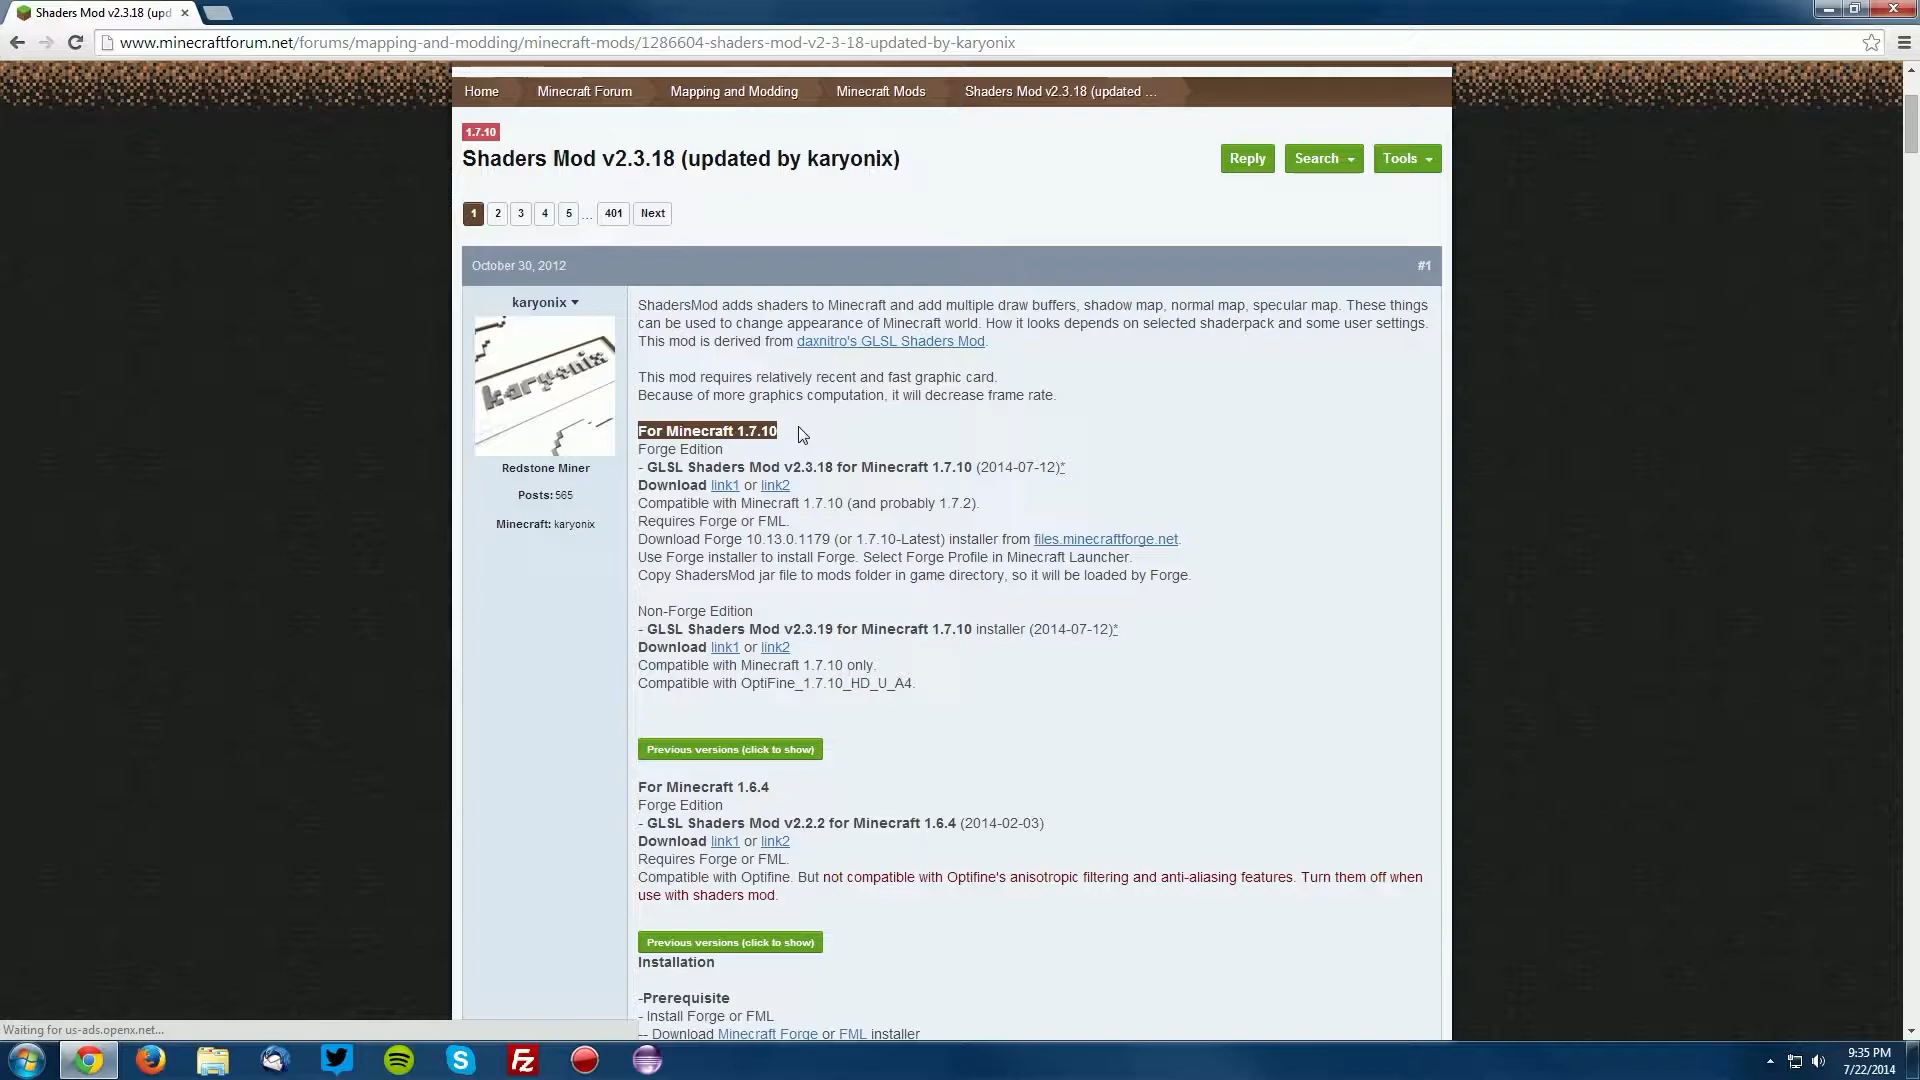 Shaders Mod v2.3.18 (upd
www.minecraftforum.net/forums/mapping-and-modding/minecraft-mods/1286604-shaders-mod-v2-3-18-updated-by-karyonix
Home Minecraft Forum Mapping and Modding Minecraft Mods Shaders Mod v2.3.18 (updated ...
1.7.10
Shaders Mod v2.3.18 (updated by karyonix)
Reply Search Tools
1 2 3 4 5 ... 401 Next
October 30, 2012 #1
karyonix
karyonix
Redstone Miner
Posts: 565
Minecraft: karyonix
ShadersMod adds shaders to Minecraft and add multiple draw buffers, shadow map, normal map, specular map. These things
can be used to change appearance of Minecraft world. How it looks depends on selected shaderpack and some user settings.
This mod is derived from daxnitro's GLSL Shaders Mod.
This mod requires relatively recent and fast graphic card.
Because of more graphics computation, it will decrease frame rate.
For Minecraft 1.7.10
Forge Edition
- GLSL Shaders Mod v2.3.18 for Minecraft 1.7.10 (2014-07-12)*
Download link1 or link2
Compatible with Minecraft 1.7.10 (and probably 1.7.2).
Requires Forge or FML.
Download Forge 10.13.0.1179 (or 1.7.10-Latest) installer from files.minecraftforge.net.
Use Forge installer to install Forge. Select Forge Profile in Minecraft Launcher.
Copy ShadersMod jar file to mods folder in game directory, so it will be loaded by Forge.
Non-Forge Edition
- GLSL Shaders Mod v2.3.19 for Minecraft 1.7.10 installer (2014-07-12)*
Download link1 or link2
Compatible with Minecraft 1.7.10 only.
Compatible with OptiFine_1.7.10_HD_U_A4.
Previous versions (click to show)
For Minecraft 1.6.4
Forge Edition
- GLSL Shaders Mod v2.2.2 for Minecraft 1.6.4 (2014-02-03)
Download link1 or link2
Requires Forge or FML.
Compatible with Optifine. But not compatible with Optifine's anisotropic filtering and anti-aliasing features. Turn them off when
use with shaders mod.
Previous versions (click to show)
Installation
-Prerequisite
- Install Forge or FML
-- Download Minecraft Forge or FML installer
Waiting for us-ads.openx.net...
9:35 PM
7/22/2014